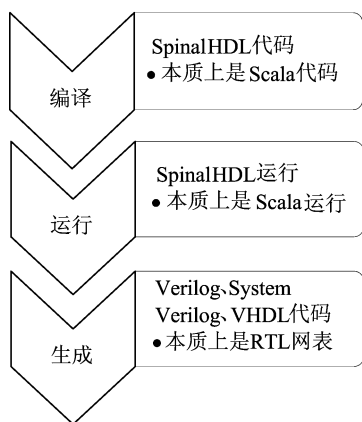 编译
SpinalHDL代码
●本质上是Scala代码
运行
SpinalHDL运行
●本质上是Scala运行
生成
Verilog、System
Verilog、VHDL代码
●本质上是RTL网表